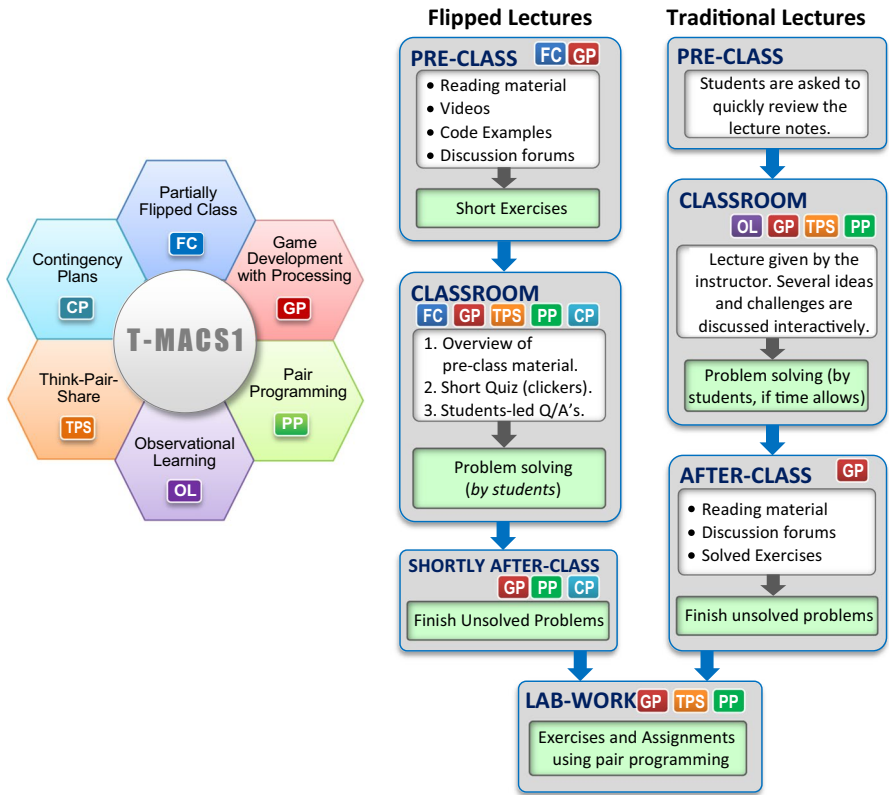 Partially
Flipped Class
FC
Contingency
Plans
CP
Game
Development
with Processing
GP
T-MACS1
Think-Pair-
Share
TPS
Pair
Programming
PP
Observational
Learning
OL
Flipped Lectures
PRE-CLASS FC GP
• Reading material
• Videos
• Code Examples
• Discussion forums
Short Exercises
CLASSROOM
FC GP TPS PP CP
1. Overview of
pre-class material.
2. Short Quiz (clickers).
3. Students-led Q/A's.
Problem solving
(by students)
SHORTLY AFTER-CLASS
GP PP CP
Finish Unsolved Problems
Traditional Lectures
PRE-CLASS
Students are asked to
quickly review the
lecture notes.
CLASSROOM
OL GP TPS PP
Lecture given by the
instructor. Several ideas
and challenges are
discussed interactively.
Problem solving (by
students, if time allows)
AFTER-CLASS GP
• Reading material
• Discussion forums
• Solved Exercises
Finish unsolved problems
LAB-WORK GP TPS PP
Exercises and Assignments
using pair programming